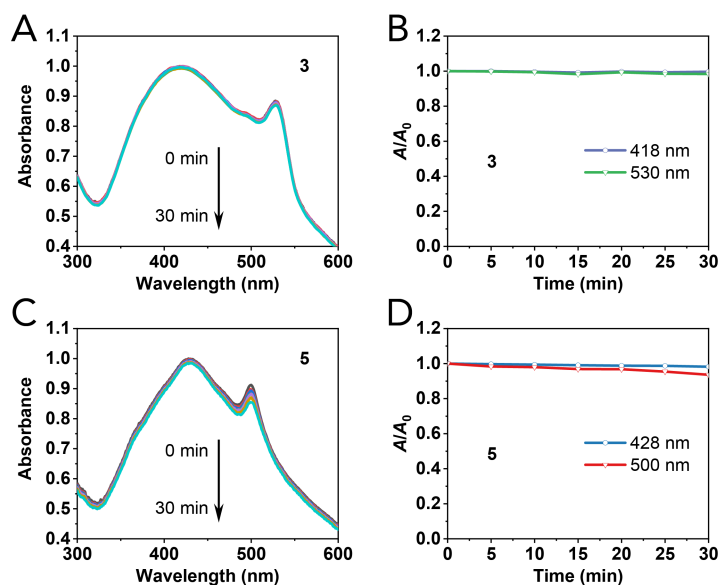 A
1.1
1.0
0.9
0.8
0.7
0.6
0.5
0.4
Absorbance
3
0 min
30 min
300
400
500
600
Wavelength (nm)
B
1.2
1.0
0.8
0.6
0.4
0.2
0.0
A/A0
3
418 nm
530 nm
0
5
10
15
20
25
30
Time (min)
C
1.1
1.0
0.9
0.8
0.7
0.6
0.5
0.4
Absorbance
5
0 min
30 min
300
400
500
600
Wavelength (nm)
D
1.2
1.0
0.8
0.6
0.4
0.2
0.0
A/A0
5
428 nm
500 nm
0
5
10
15
20
25
30
Time (min)